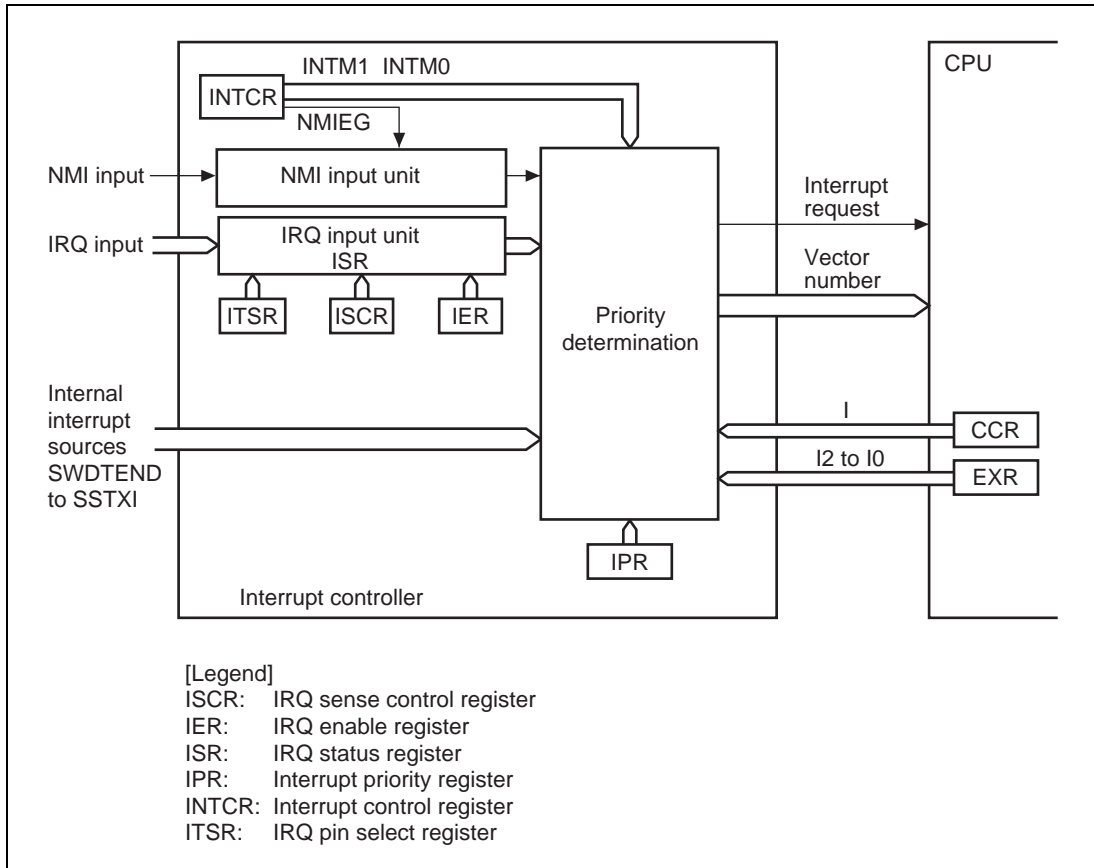 INTM1 INTM0
CPU
INTCR
NMIEG
NMI input
NMI input unit
Interrupt
request
IRQ input
IRQ input unit
ISR
Vector
number
ITSR
ISCR
IER
Priority
determination
Internal
interrupt
sources
SWDTEND
to SSTXI
I
CCR
I2 to I0
EXR
IPR
Interrupt controller
[Legend]
ISCR: IRQ sense control register
IER: IRQ enable register
ISR: IRQ status register
IPR: Interrupt priority register
INTCR: Interrupt control register
ITSR: IRQ pin select register